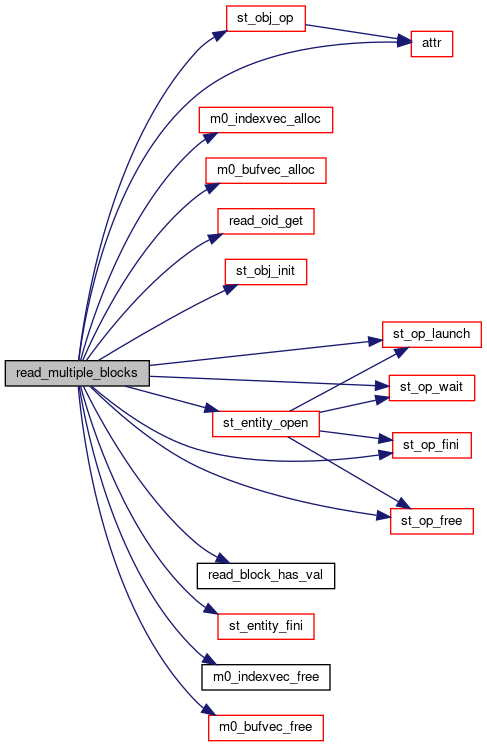 st_obj_op
attr
m0_indexvec_alloc
m0_bufvec_alloc
read_oid_get
st_obj_init
st_op_launch
read_multiple_blocks
st_op_wait
st_entity_open
st_op_fini
st_op_free
read_block_has_val
st_entity_fini
m0_indexvec_free
m0_bufvec_free